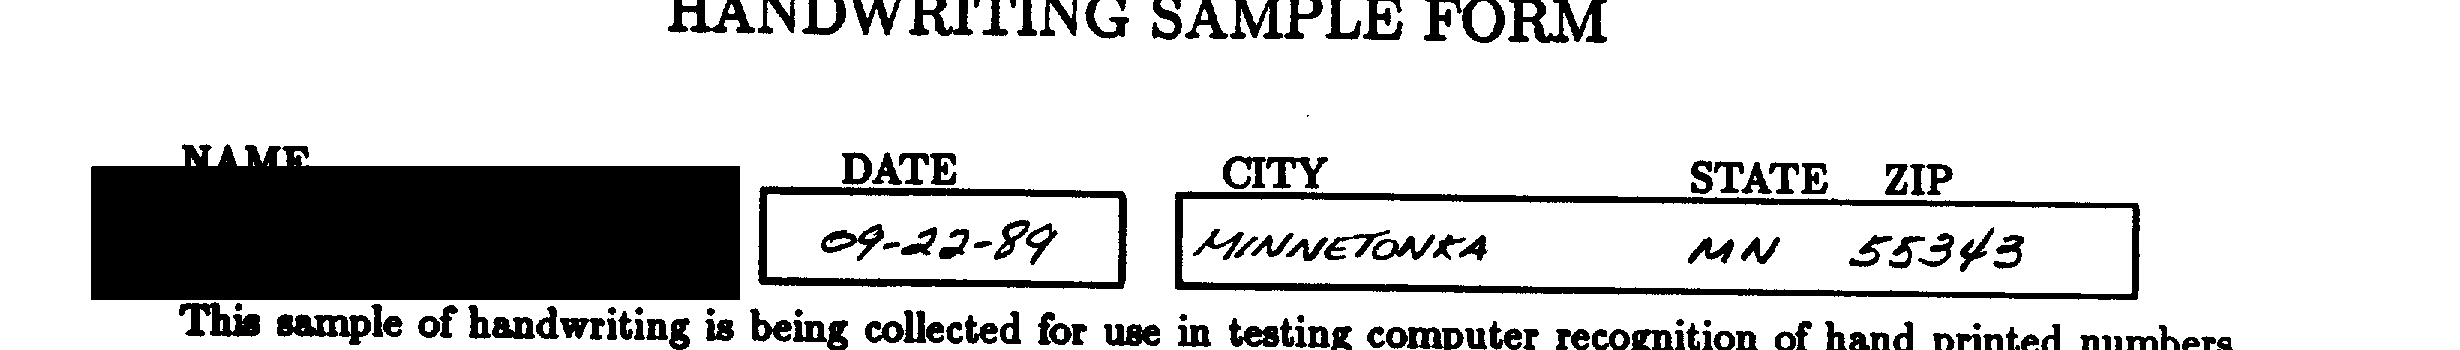 HANDWRITING SAMPLE FORM
NAME DATE CITY STATE ZIP
09-22-89 MINNETONKA MN 55343
This sample of handwriting is being collected for use in testing computer recognition of hand printed numbers